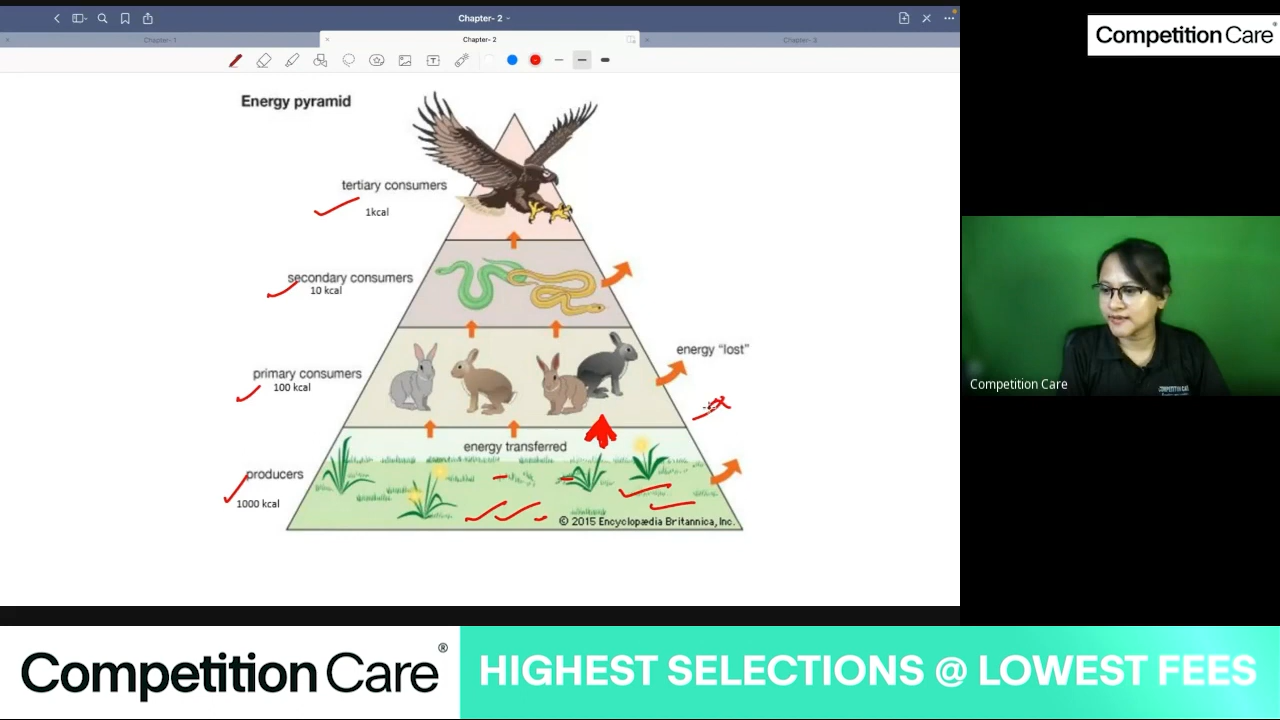 Chapter- 2
Chapter- 1
Chapter- 2
Chapter- 3
Energy pyramid
tertiary consumers
1kcal
secondary consumers
10 kcal
energy "lost"
primary consumers
100 kcal
energy transferred
producers
1000 kcal
© 2015 Encyclopædia Britannica, Inc.
Competition Care
Competition Care
Competition Care®
HIGHEST SELECTIONS @ LOWEST FEES